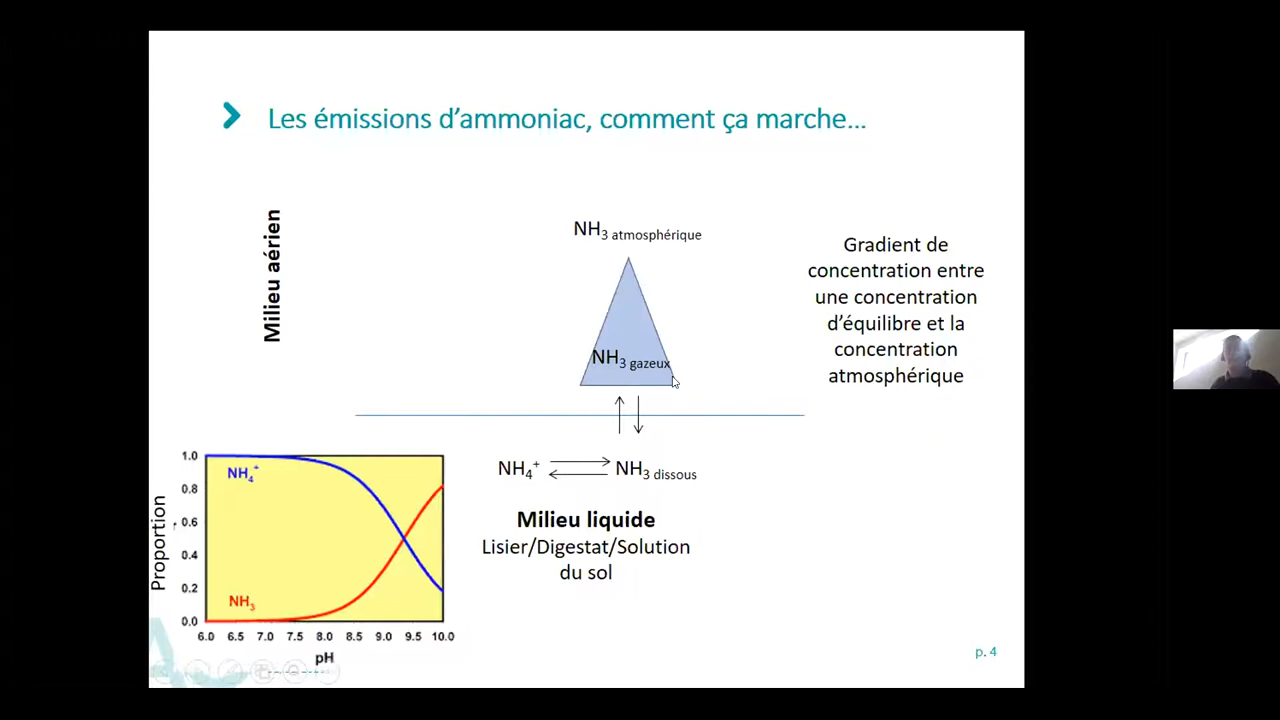 Les émissions d’ammoniac, comment ça marche...
Milieu aérien
NH3 atmosphérique
NH3 gazeux
Gradient de
concentration entre
une concentration
d’équilibre et la
concentration
atmosphérique
NH4+
NH3 dissous
Milieu liquide
Lisier/Digestat/Solution
du sol
Proportion
1.0
0.8
0.6
0.4
0.2
0.0
NH4+
NH3
6.0 6.5 7.0 7.5 8.0 8.5 9.0 9.5 10.0
pH
p. 4